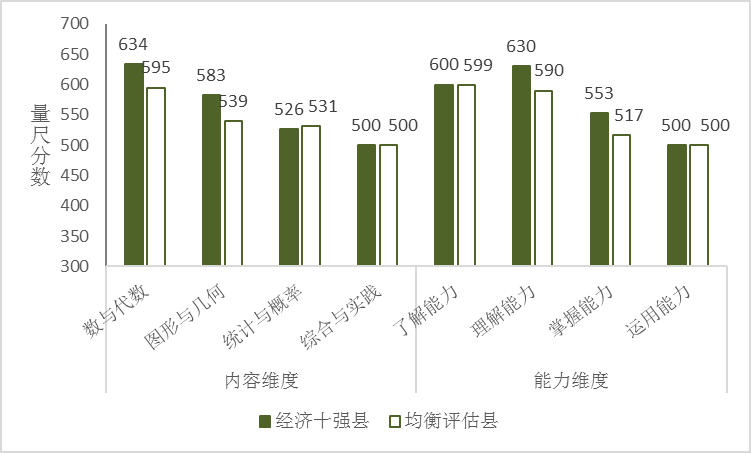 量尺分数
700
650
600
550
500
450
400
350
300
634
595
583
539
526
531
500
500
600
599
630
590
553
517
500
500
数与代数
图形与几何
统计与概率
综合与实践
了解能力
理解能力
掌握能力
运用能力
内容维度
能力维度
经济十强县
均衡评估县